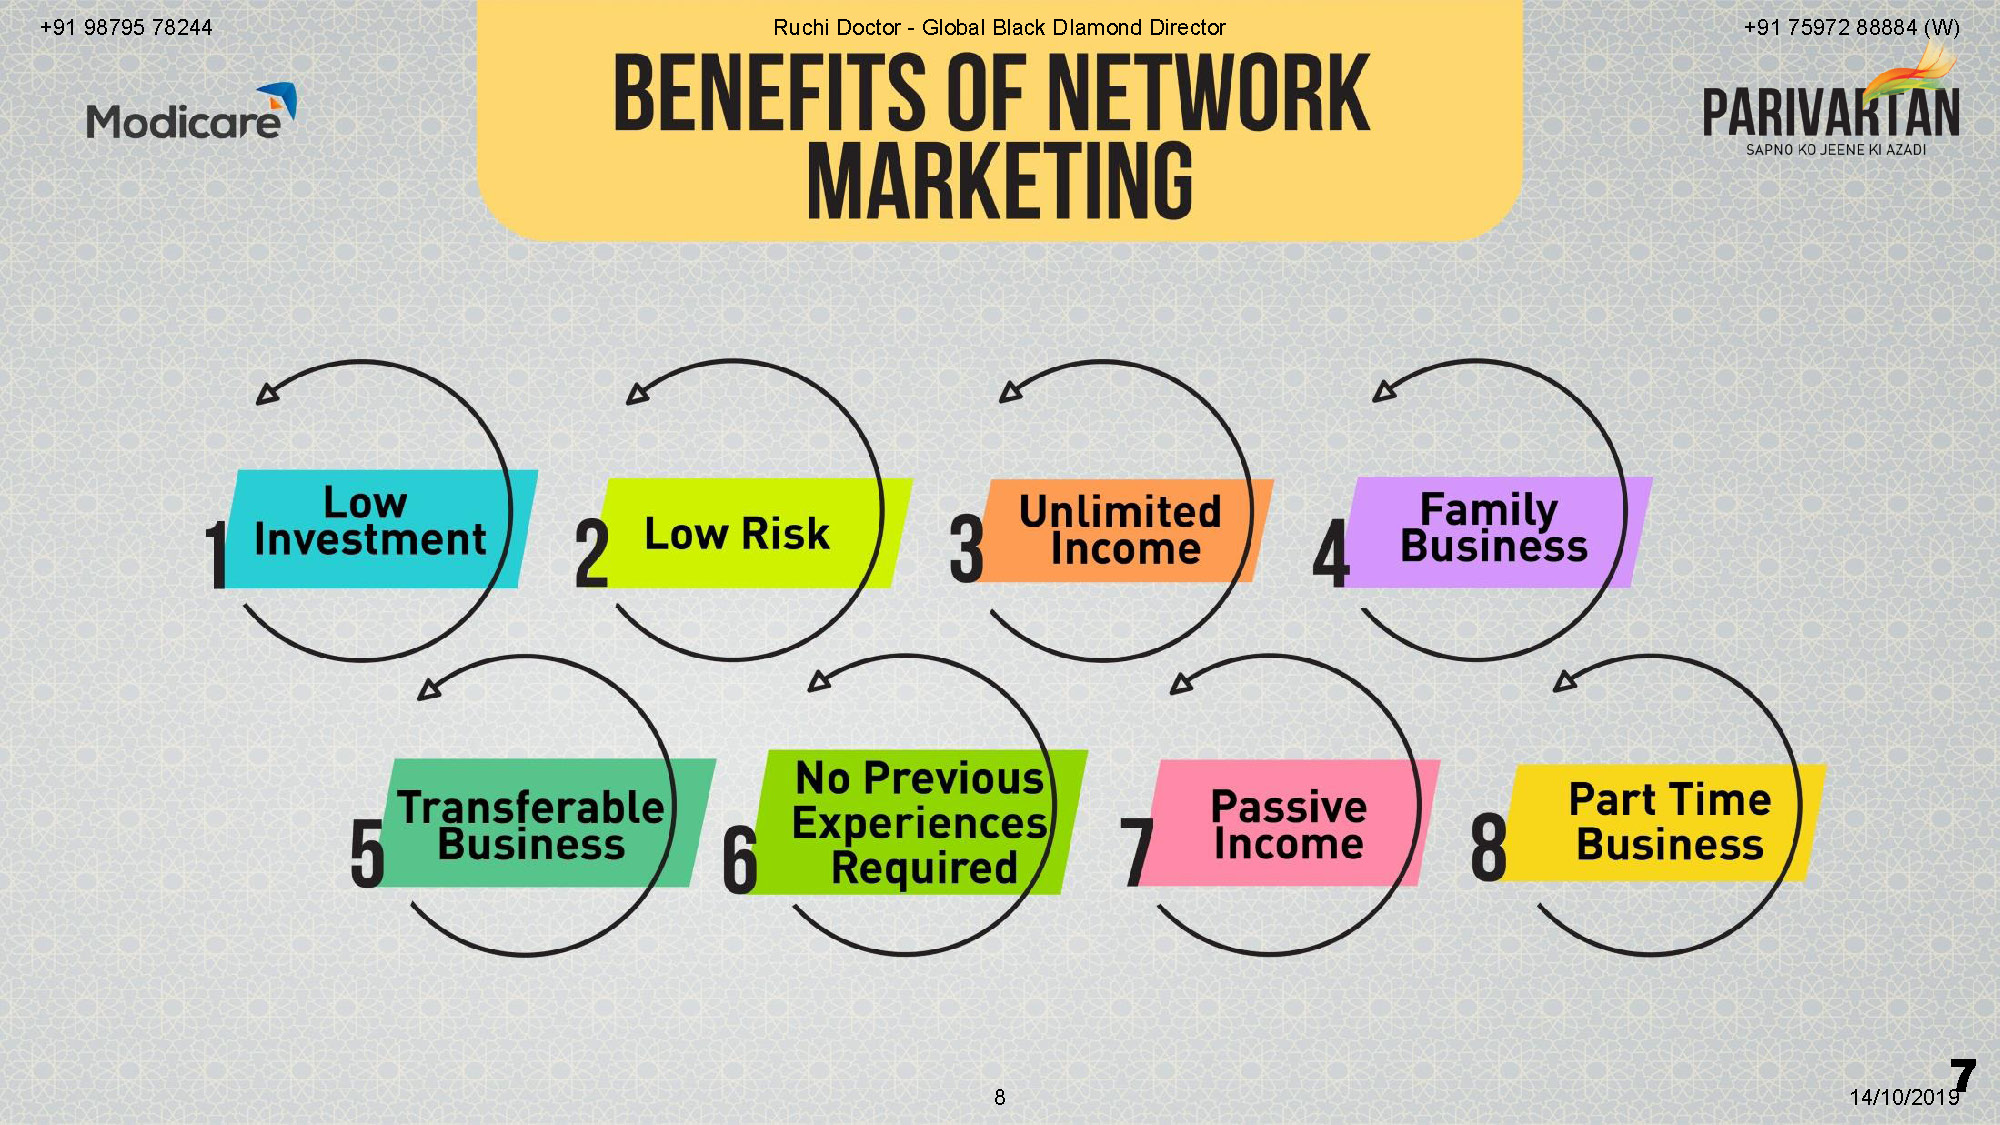 +91 98795 78244
Ruchi Doctor - Global Black DIamond Director
+91 75972 88884 (W)
Modicare
BENEFITS OF NETWORK
MARKETING
PARIVARTAN
SAPNO KO JEENE KI AZADI
1
Low
Investment
2
Low Risk
3
Unlimited
Income
4
Family
Business
5
Transferable
Business
6
No Previous
Experiences
Required
7
Passive
Income
8
Part Time
Business
7
8
14/10/2019